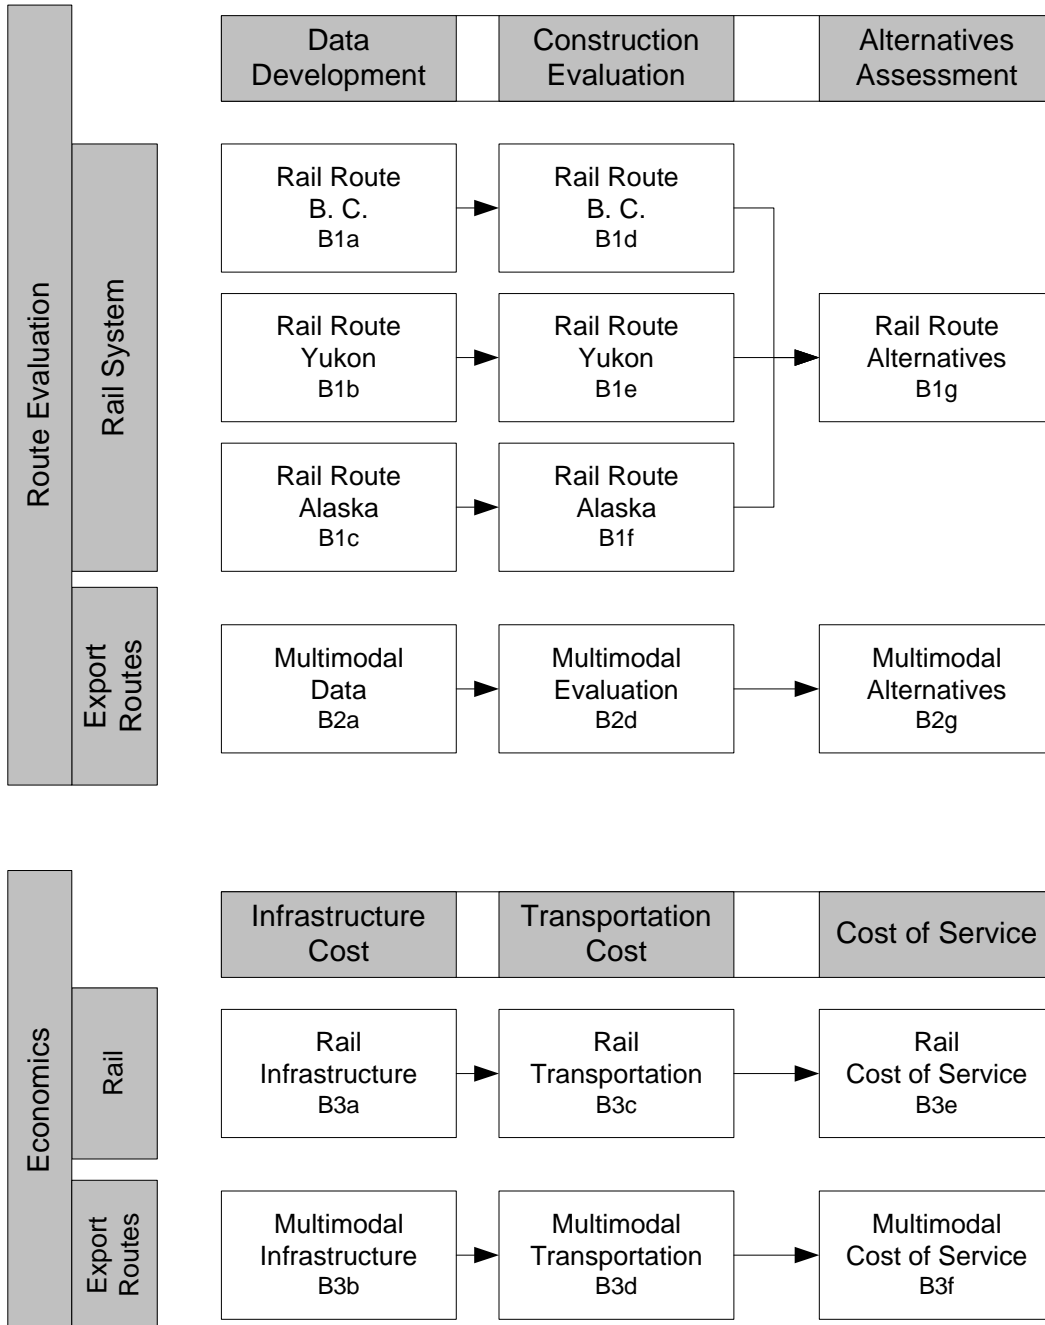 Data
Development
Construction
Evaluation
Alternatives
Assessment
Route Evaluation
Rail System
Rail Route
B. C.
B1a
Rail Route
B. C.
B1d
Rail Route
Yukon
B1b
Rail Route
Yukon
B1e
Rail Route
Alternatives
B1g
Rail Route
Alaska
B1c
Rail Route
Alaska
B1f
Export
Routes
Multimodal
Data
B2a
Multimodal
Evaluation
B2d
Multimodal
Alternatives
B2g
Economics
Infrastructure
Cost
Transportation
Cost
Cost of Service
Rail
Rail
Infrastructure
B3a
Rail
Transportation
B3c
Rail
Cost of Service
B3e
Export
Routes
Multimodal
Infrastructure
B3b
Multimodal
Transportation
B3d
Multimodal
Cost of Service
B3f